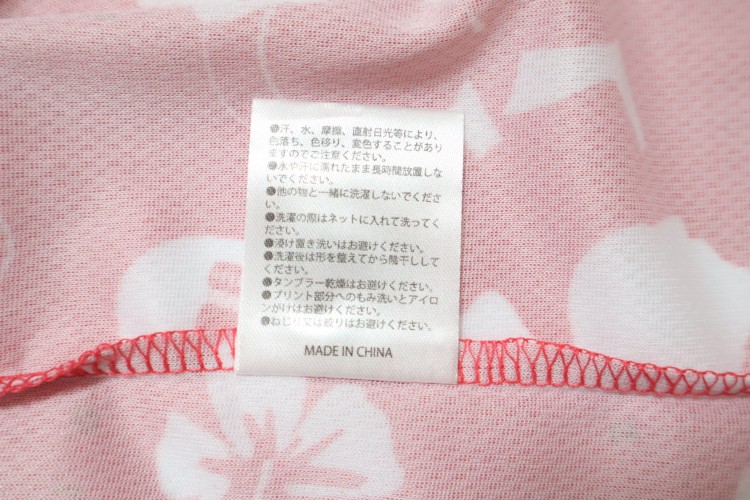 ●汗、水、摩擦、直射日光等により、
色落ち、色移り、変色することがあり
ますのでご注意ください。
●水や汗に濡れたまま長時間放置しな
いでください。
●他の物と一緒に洗濯しないでくださ
い。
●洗濯の際はネットに入れて洗ってく
ださい。
●浸け置き洗いはお避けください。
●洗濯後は形を整えてから陰干ししてください。
●タンブラー乾燥はお避けください。
●プリント部分へのもみ洗いとアイロ
ンがけはお避けください。
●ねじり又は絞りはお避けください。
MADE IN CHINA